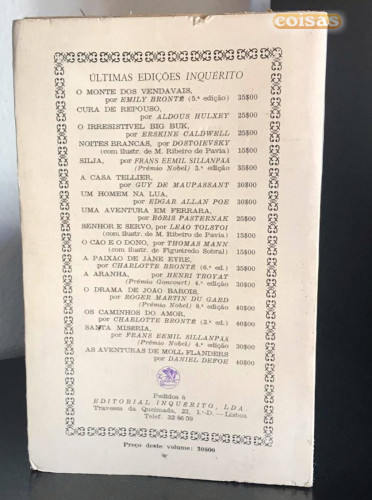 coisas
ÚLTIMAS EDIÇÕES INQUÉRITO
O MONTE DOS VENDAVAIS,
por EMILY BRONTË (5.ª edição) 35$00
CURA DE REPOUSO,
por ALDOUS HULXEY 25$00
O IRRESISTIVEL BIG BUK,
por ERSKINE CALDWELL 25$00
NOITES BRANCAS, por DOSTOIEVSKY
(com ilustr. de M. Ribeiro de Pavia) 15$00
SILJA, por FRANS EEMIL SILLANPAA
(Prémio Nobel) 3.ª edição 35$00
A CASA TELLIER,
por GUY DE MAUPASSANT 30$00
UM HOMEM NA LUA,
por EDGAR ALLAN POE 30$00
UMA AVENTURA EM FERRARA,
por BORIS PASTERNAK 25$00
SENHOR E SERVO, por LEÃO TOLSTOI
(com ilustr. de M. Ribeiro de Pavia) 15$00
O CÃO E O DONO, por THOMAS MANN
(com ilustr. de Figueiredo Sobral) 15$00
A PAIXÃO DE JANE EYRE,
por CHARLOTTE BRONTË (6.ª ed.) 35$00
A ARANHA, por HENRI TROYAT
(Prémio Goncourt) 4.ª edição 30$00
O DRAMA DE JOÃO BAROIS,
por ROGER MARTIN DU GARD
(Prémio Nobel) 8.ª edição 40$00
OS CAMINHOS DO AMOR,
por CHARLOTTE BRONTË (3.ª ed.) 40$00
SANTA MISÉRIA,
por FRANS EEMIL SILLANPAA
(Prémio Nobel) 4.ª edição 30$00
AS AVENTURAS DE MOLL FLANDERS
por DANIEL DEFOE 40$00
Pedidos à
EDITORIAL INQUÉRITO, LDA.
Travessa da Queimada, 23, 1.º-D. — Lisboa
Telef. 32 86 59
Preço deste volume: 30$00